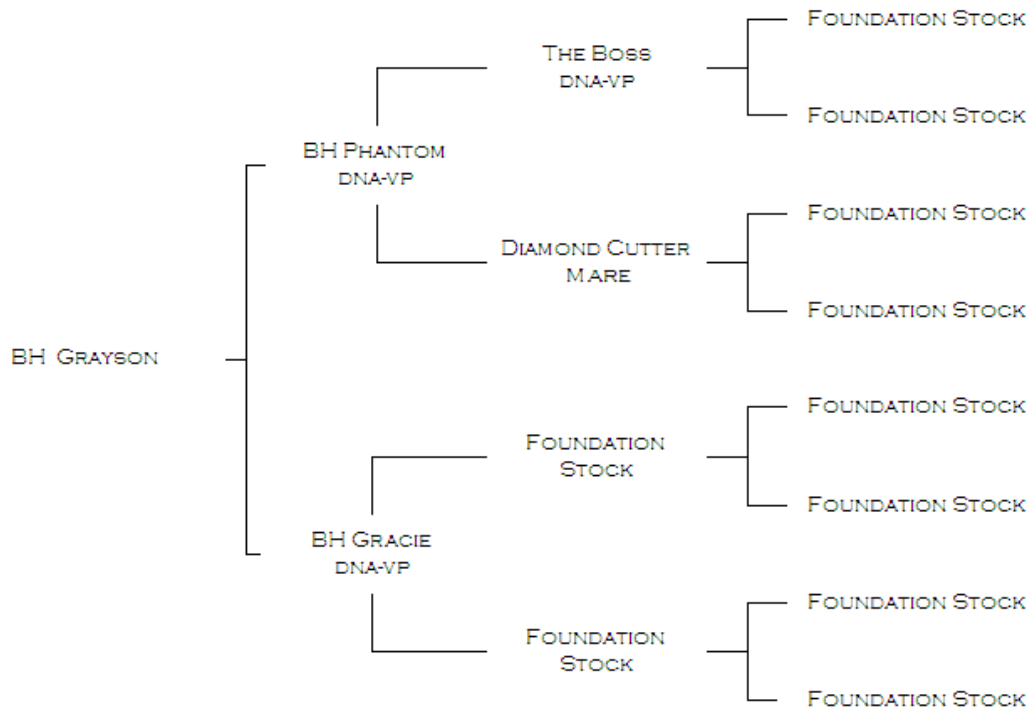 Foundation Stock
The Boss
DNA-VP
Foundation Stock
BH Phantom
DNA-VP
Foundation Stock
Diamond Cutter
Mare
Foundation Stock
BH Grayson
Foundation Stock
Foundation
Stock
Foundation Stock
BH Gracie
DNA-VP
Foundation Stock
Foundation
Stock
Foundation Stock